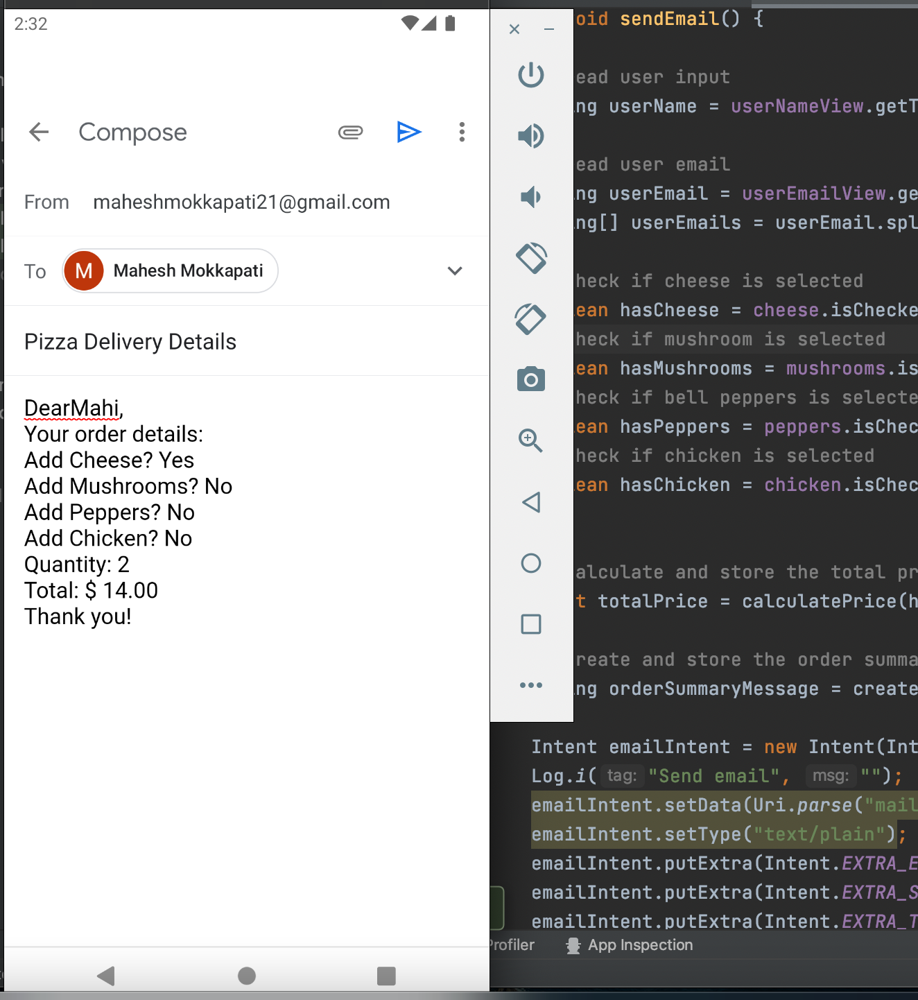 2:32
Compose
From maheshmokkapati21@gmail.com
To M Mahesh Mokkapati
Pizza Delivery Details
DearMahi,
Your order details:
Add Cheese? Yes
Add Mushrooms? No
Add Peppers? No
Add Chicken? No
Quantity: 2
Total: $ 14.00
Thank you!
oid sendEmail() {
ead user input
ng userName = userNameView.getT
ead user email
ng userEmail = userEmailView.ge
ng[] userEmails = userEmail.spl
heck if cheese is selected
ean hasCheese = cheese.isChecke
heck if mushroom is selected
ean hasMushrooms = mushrooms.is
heck if bell peppers is selecte
ean hasPeppers = peppers.isChec
heck if chicken is selected
ean hasChicken = chicken.isChec
alculate and store the total pr
t totalPrice = calculatePrice(h
reate and store the order summa
ng orderSummaryMessage = create
Intent emailIntent = new Intent(Int
Log.i( tag: "Send email", msg: "");
emailIntent.setData(Uri.parse("mail
emailIntent.setType("text/plain");
emailIntent.putExtra(Intent.EXTRA_E
emailIntent.putExtra(Intent.EXTRA_S
emailIntent.putExtra(Intent.EXTRA_T
Profiler App Inspection